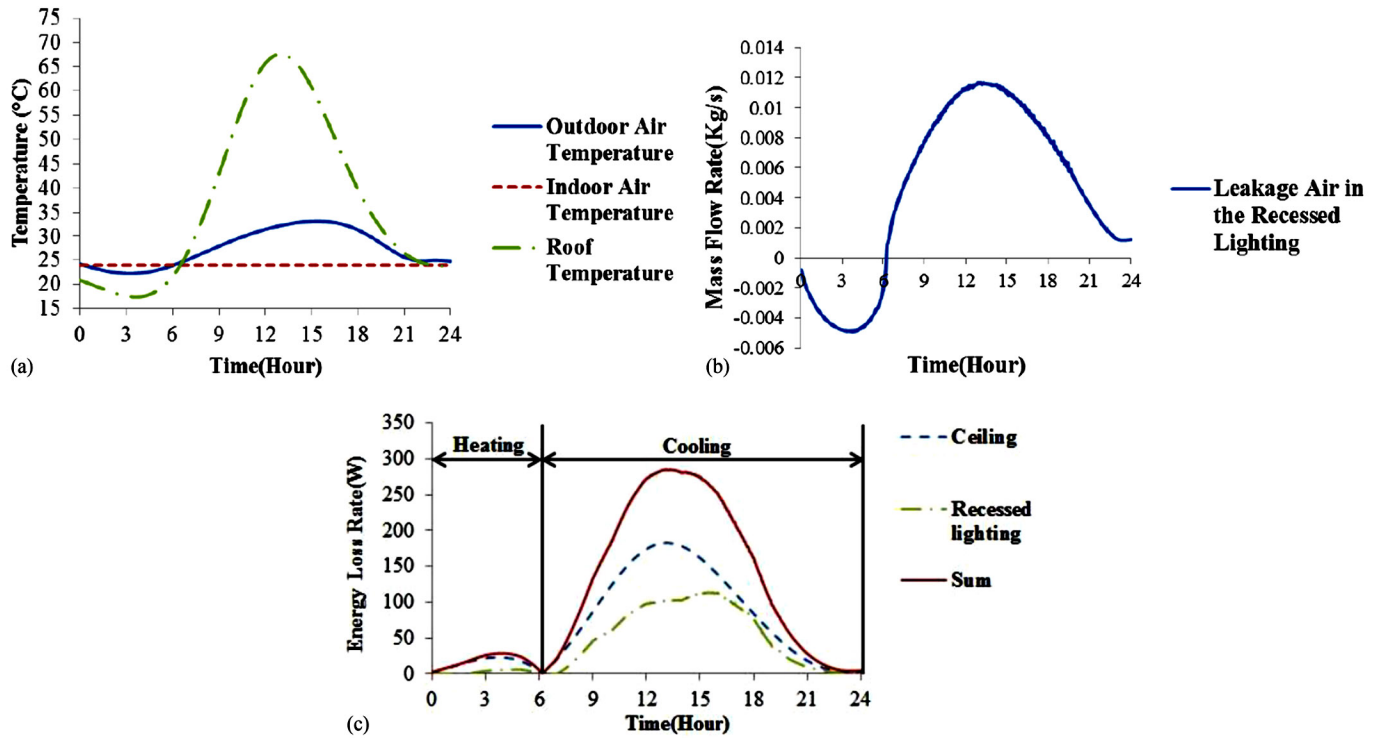 75
70
65
60
55
50
45
40
35
30
25
20
15
Temperature (°C)
0 3 6 9 12 15 18 21 24
Time(Hour)
(a)
Outdoor Air
Temperature
Indoor Air
Temperature
Roof
Temperature
0.014
0.012
0.01
0.008
0.006
0.004
0.002
0
-0.002
-0.004
-0.006
Mass Flow Rate(Kg/s)
0 3 6 9 12 15 18 21 24
Time(Hour)
(b)
Leakage Air in
the Recessed
Lighting
350
300
250
200
150
100
50
0
Energy Loss Rate(W)
Heating
Cooling
0 3 6 9 12 15 18 21 24
Time(Hour)
(c)
Ceiling
Recessed
lighting
Sum